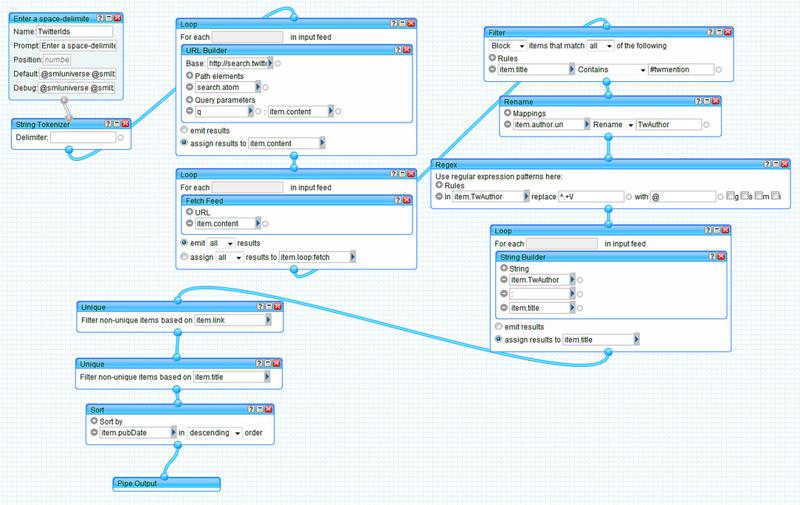 Enter a space-delimite
Name: TwitterIds
Prompt: Enter a space-delimite
Position: numbe
Default: @smluniverse @smlt
Debug: @smluniverse @smlt
String Tokenizer
Delimiter:
Loop
For each in input feed
URL Builder
Base: http://search.twitt
Path elements
search.atom
Query parameters
q : item.content
emit results
assign results to item.content
Loop
For each in input feed
Fetch Feed
URL
item.content
emit all results
assign all results to item.loop:fetch
Filter
Block items that match all of the following
Rules
item.title Contains #twmention
Rename
Mappings
item.author.uri Rename TwAuthor
Regex
Use regular expression patterns here:
Rules
In item.TwAuthor replace ^.+\/ with @ g s m i
Loop
For each in input feed
String Builder
String
item.TwAuthor
:
item.title
emit results
assign results to item.title
Unique
Filter non-unique items based on item.link
Unique
Filter non-unique items based on item.title
Sort
Sort by
item.pubDate in descending order
Pipe Output